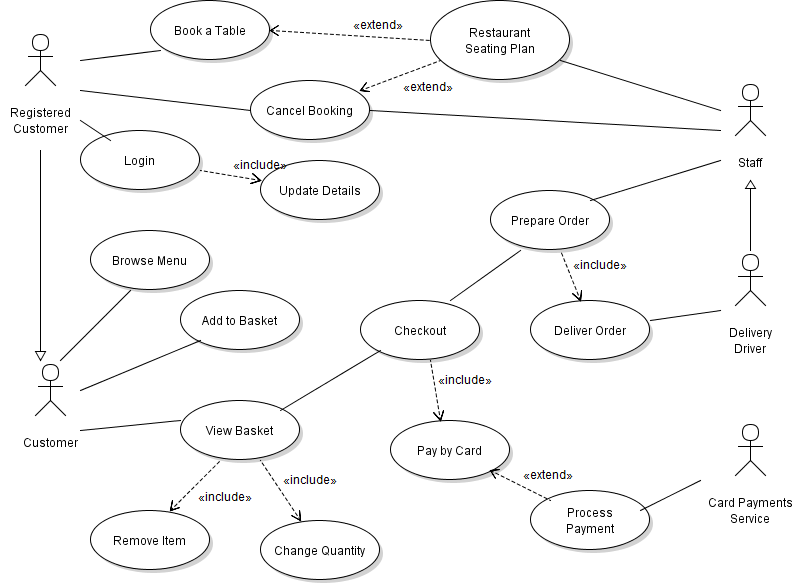 Book a Table
«extend»
Restaurant
Seating Plan
«extend»
Registered
Customer
Cancel Booking
Login
«include»
Update Details
Staff
Prepare Order
Browse Menu
«include»
Add to Basket
Checkout
Deliver Order
Delivery
Driver
«include»
Customer
View Basket
Pay by Card
«include»
«include»
«extend»
Card Payments
Service
Process
Payment
Remove Item
Change Quantity